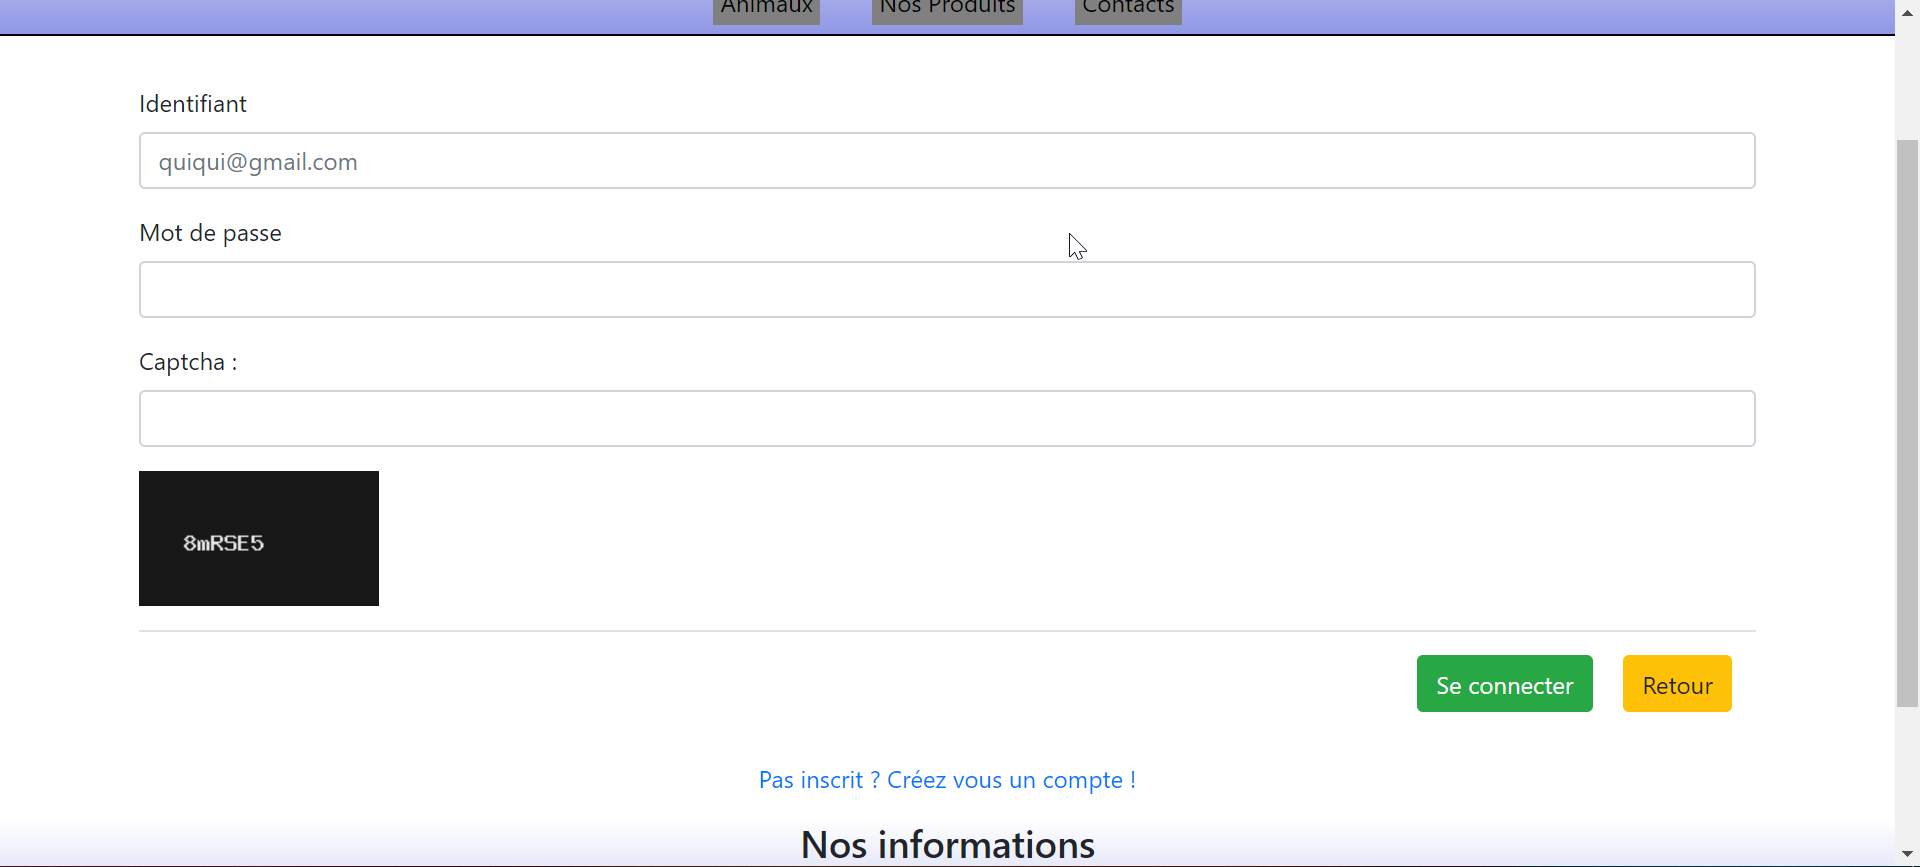 Animaux Nos Produits Contacts
Identifiant
quiqui@gmail.com
Mot de passe
Captcha :
8mRSE5
Se connecter Retour
Pas inscrit ? Créez vous un compte !
Nos informations